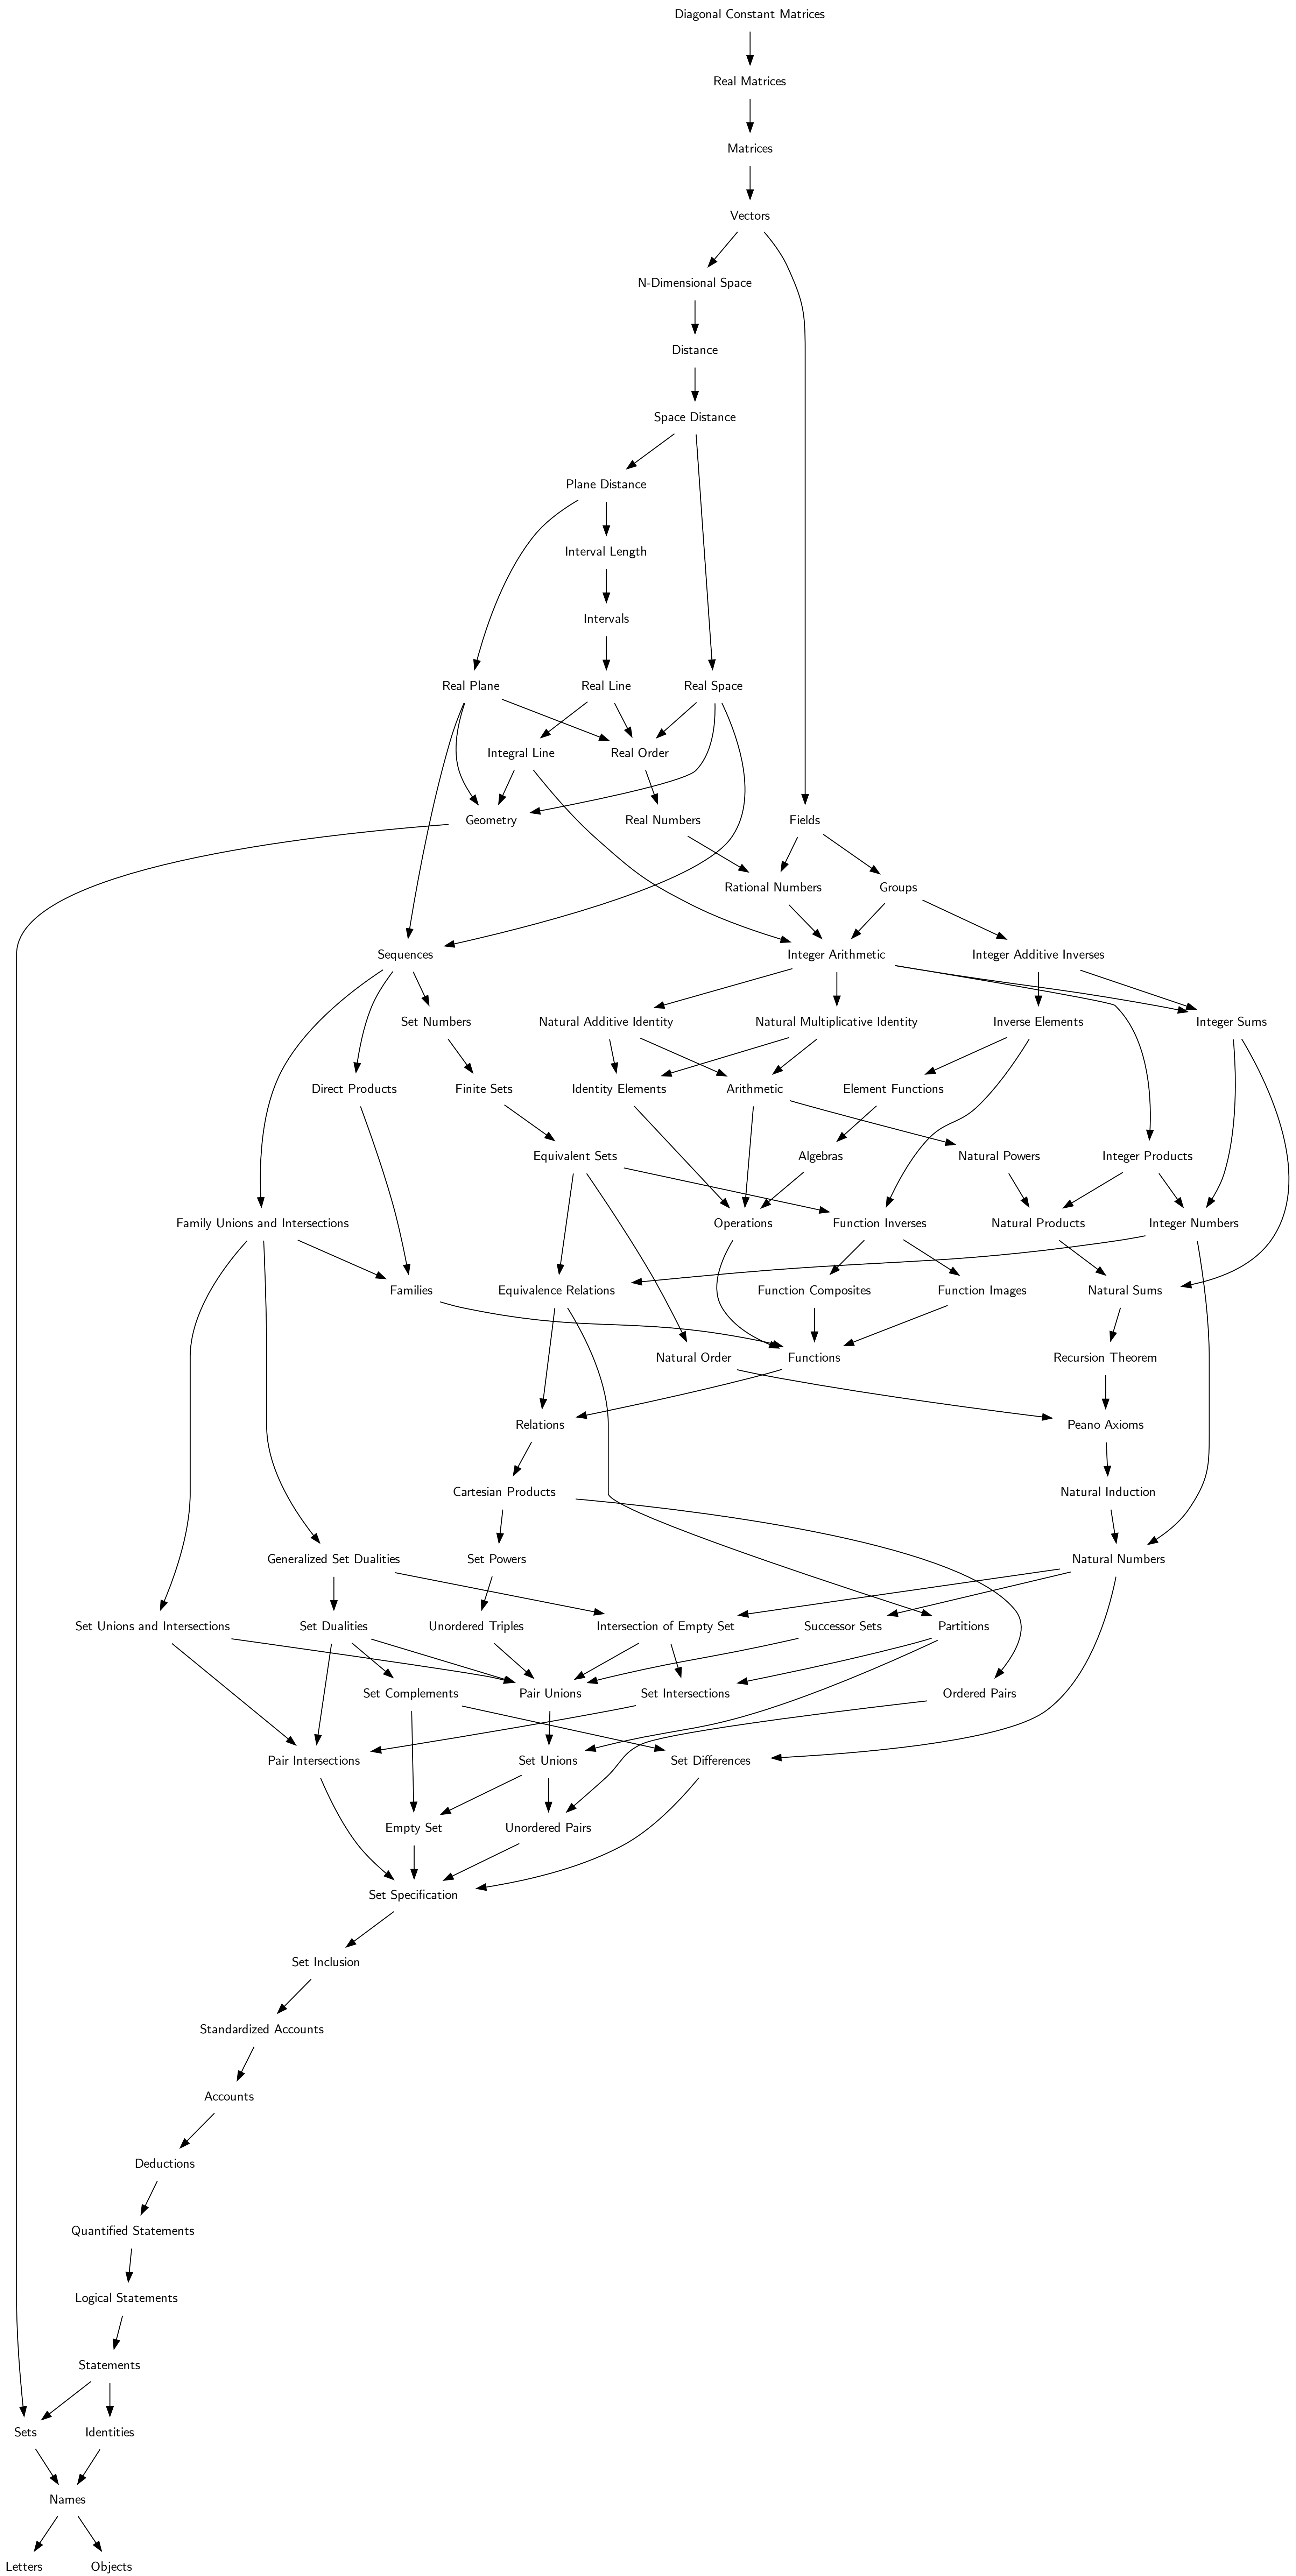 Diagonal Constant Matrices
Real Matrices
Matrices
Vectors
N-Dimensional Space
Distance
Space Distance
Plane Distance
Interval Length
Intervals
Real Plane
Real Line
Real Space
Integral Line
Real Order
Geometry
Real Numbers
Fields
Rational Numbers
Groups
Sequences
Integer Arithmetic
Integer Additive Inverses
Set Numbers
Natural Additive Identity
Natural Multiplicative Identity
Inverse Elements
Integer Sums
Direct Products
Finite Sets
Identity Elements
Arithmetic
Element Functions
Equivalent Sets
Algebras
Natural Powers
Integer Products
Family Unions and Intersections
Operations
Function Inverses
Natural Products
Integer Numbers
Families
Equivalence Relations
Function Composites
Function Images
Natural Sums
Natural Order
Functions
Recursion Theorem
Relations
Peano Axioms
Cartesian Products
Natural Induction
Generalized Set Dualities
Set Powers
Natural Numbers
Set Unions and Intersections
Set Dualities
Unordered Triples
Intersection of Empty Set
Successor Sets
Partitions
Set Complements
Pair Unions
Set Intersections
Ordered Pairs
Pair Intersections
Set Unions
Set Differences
Empty Set
Unordered Pairs
Set Specification
Set Inclusion
Standardized Accounts
Accounts
Deductions
Quantified Statements
Logical Statements
Statements
Sets
Identities
Names
Letters
Objects